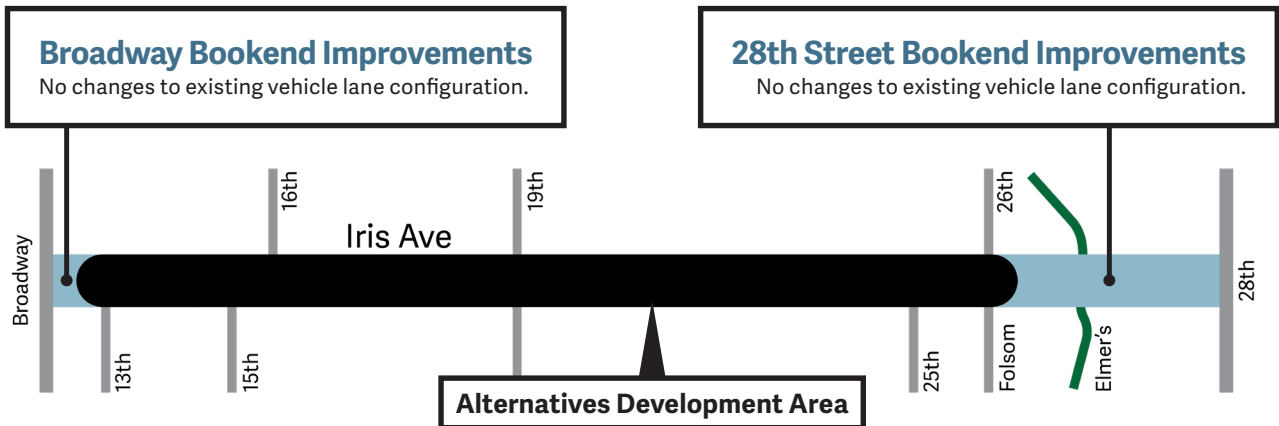 Broadway Bookend Improvements
No changes to existing vehicle lane configuration.
28th Street Bookend Improvements
No changes to existing vehicle lane configuration.
16th
19th
26th
Iris Ave
Broadway
28th
13th
15th
25th
Folsom
Elmer's
Alternatives Development Area